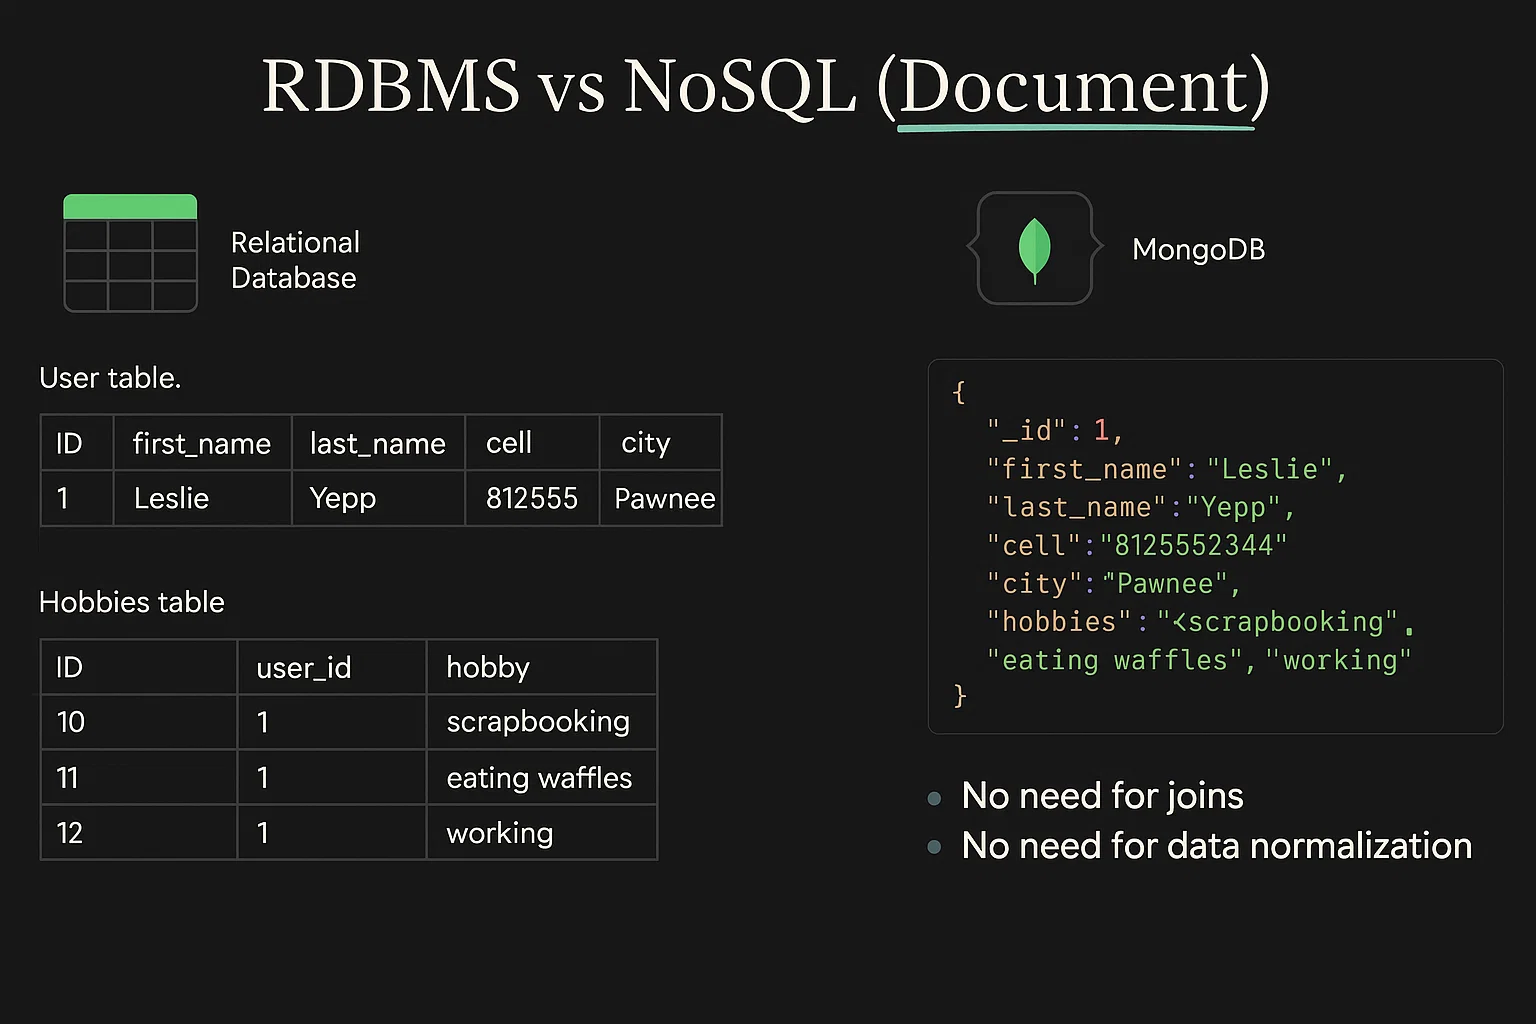 RDBMS vs NoSQL (Document)
Relational
Database
User table.
ID first_name last_name cell city
1 Leslie Yepp 812555 Pawnee
Hobbies table
ID user_id hobby
10 1 scrapbooking
11 1 eating waffles
12 1 working
MongoDB
{
"_id": 1,
"first_name": "Leslie",
"last_name":"Yepp",
"cell":"8125552344"
"city":"Pawnee",
"hobbies": "<scrapbooking",
"eating waffles", "working"
}
• No need for joins
• No need for data normalization